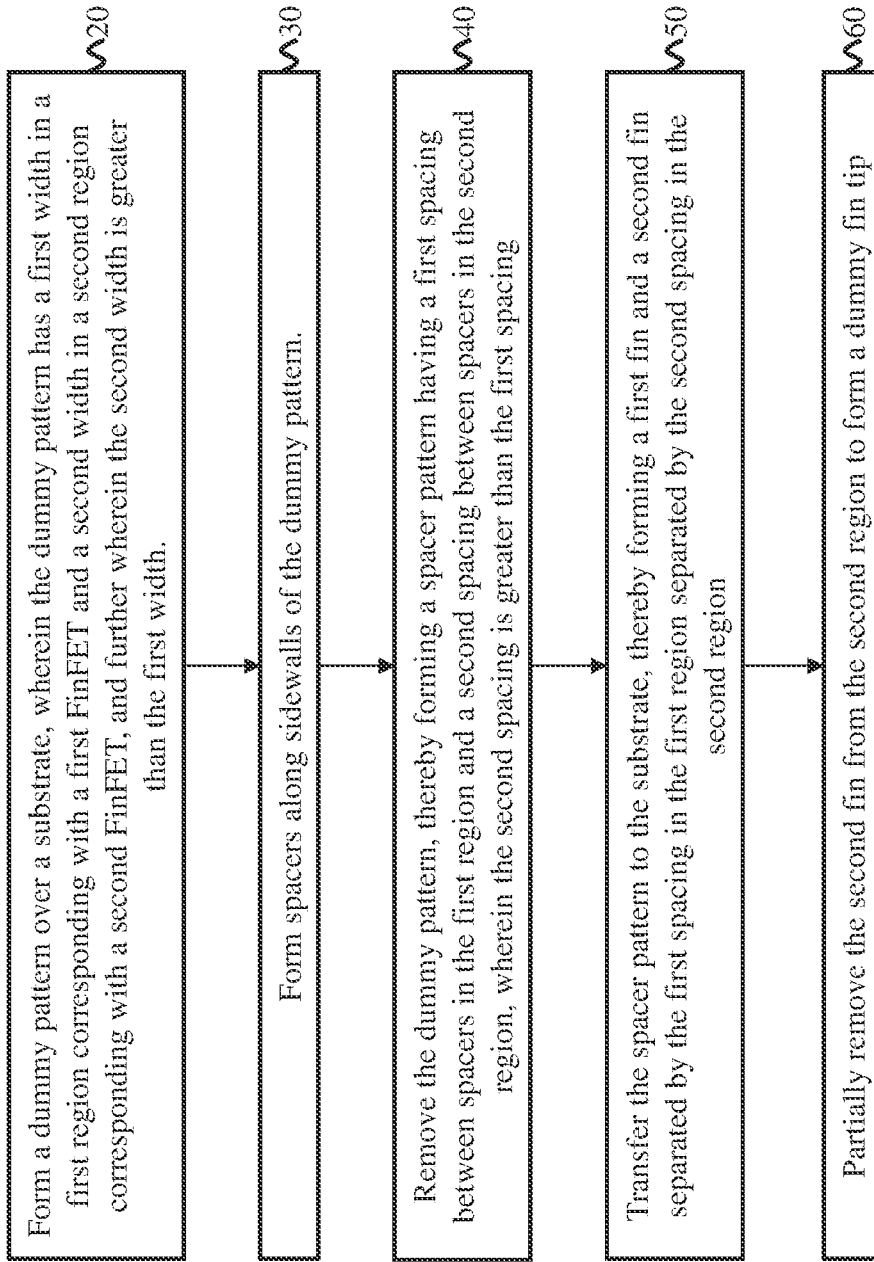 Form a dummy pattern over a substrate, wherein the dummy pattern has a first width in a
first region corresponding with a first FinFET and a second width in a second region
corresponding with a second FinFET, and further wherein the second width is greater
than the first width.
20
Form spacers along sidewalls of the dummy pattern.
30
Remove the dummy pattern, thereby forming a spacer pattern having a first spacing
between spacers in the first region and a second spacing between spacers in the second
region, wherein the second spacing is greater than the first spacing
40
Transfer the spacer pattern to the substrate, thereby forming a first fin and a second fin
separated by the first spacing in the first region separated by the second spacing in the
second region
50
Partially remove the second fin from the second region to form a dummy fin tip
60